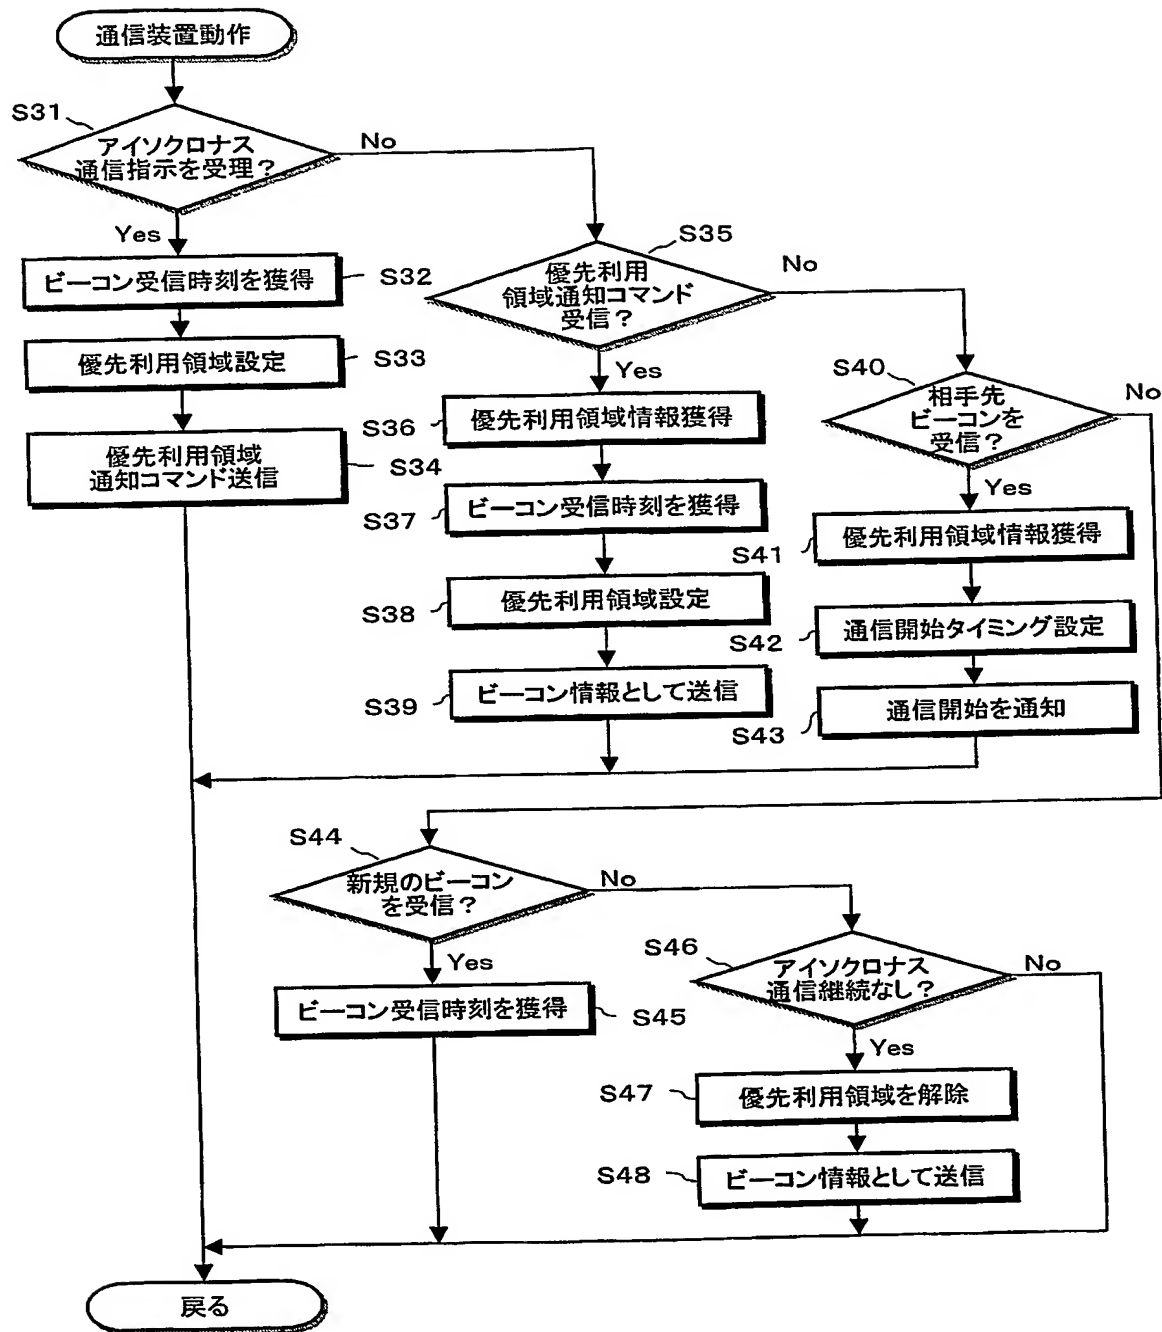 通信装置動作
S31
アイソクロナス
通信指示を受理?
No
Yes
ビーコン受信時刻を獲得
S32
優先利用領域設定
S33
優先利用領域
通知コマンド送信
S34
S35
優先利用
領域通知コマンド
受信?
No
Yes
S36
優先利用領域情報獲得
S37
ビーコン受信時刻を獲得
S38
優先利用領域設定
S39
ビーコン情報として送信
S40
相手先
ビーコンを
受信?
No
Yes
S41
優先利用領域情報獲得
S42
通信開始タイミング設定
S43
通信開始を通知
S44
新規のビーコン
を受信?
No
Yes
ビーコン受信時刻を獲得
S45
S46
アイソクロナス
通信継続なし?
No
Yes
S47
優先利用領域を解除
S48
ビーコン情報として送信
戻る